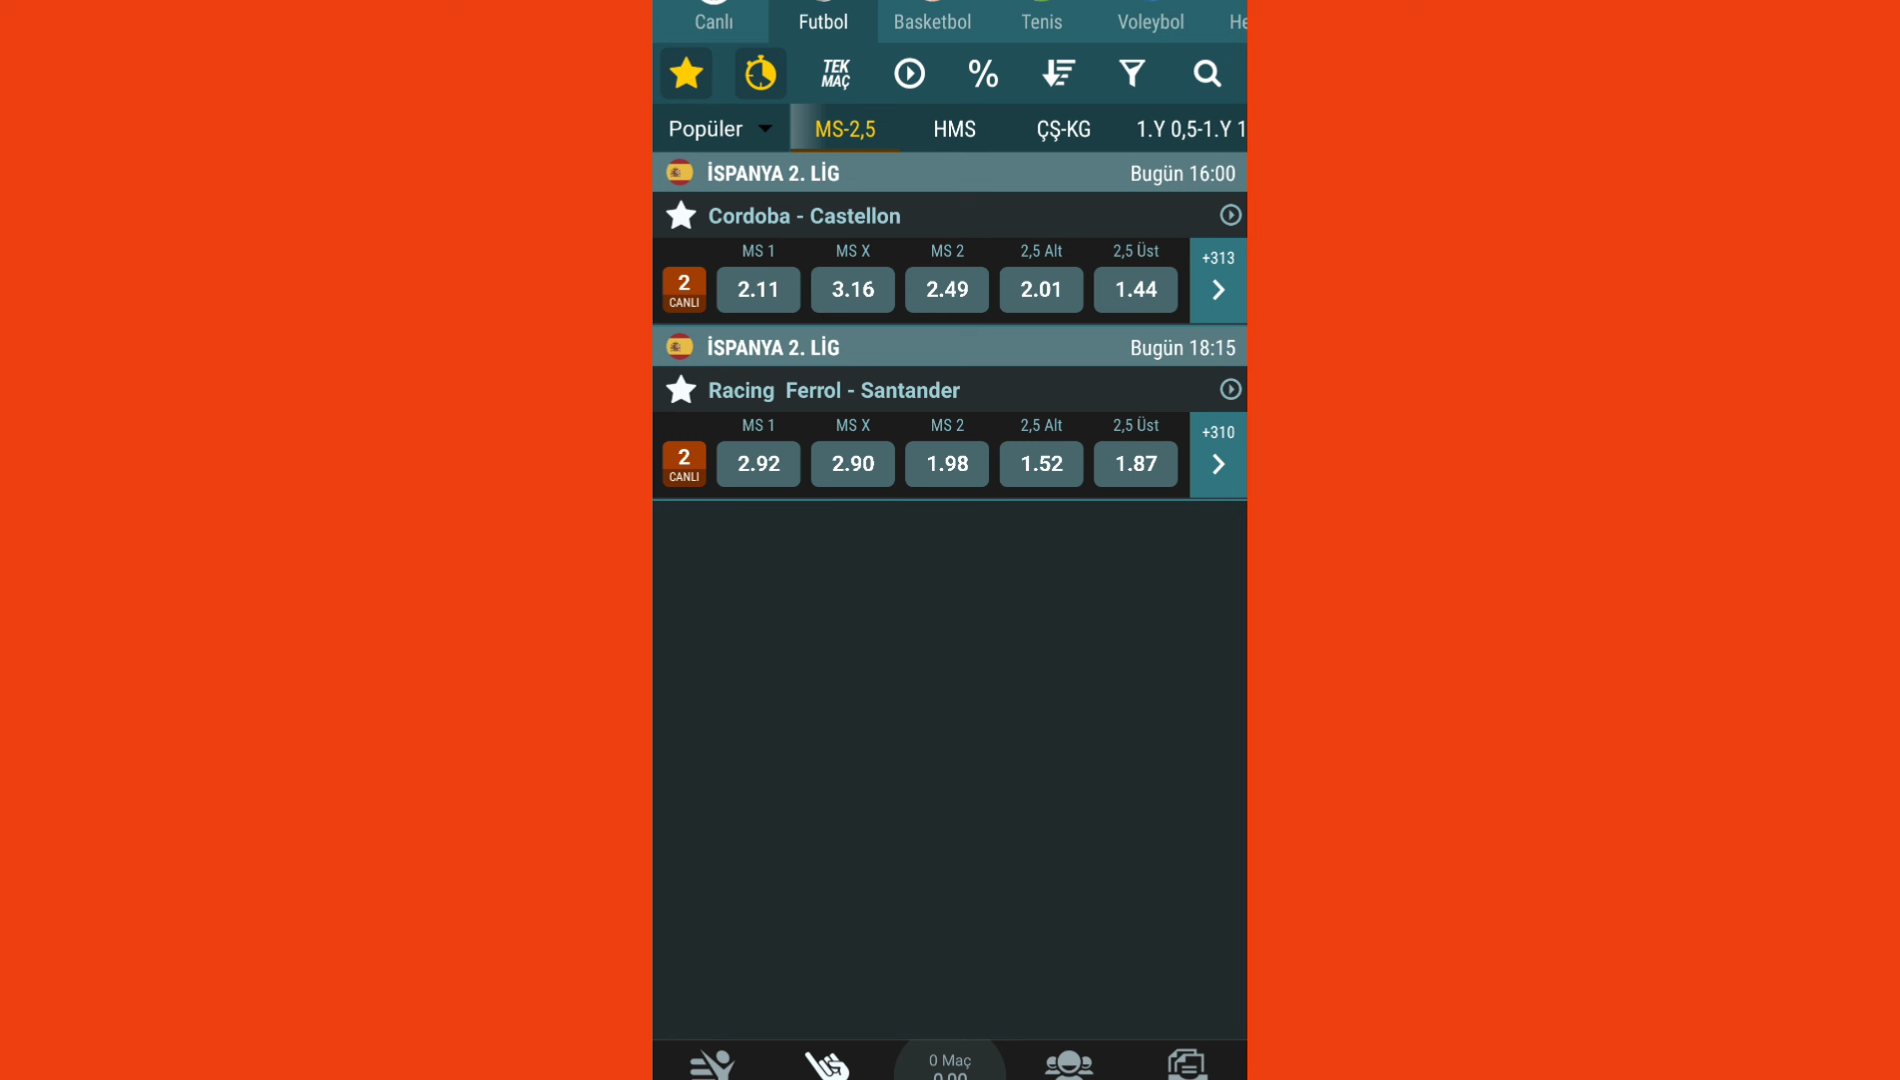 Canlı Futbol Basketbol Tenis Voleybol He
TEK MAÇ %
Popüler MS-2,5 HMS ÇŞ-KG 1.Y 0,5-1.Y 1
İSPANYA 2. LİG Bugün 16:00
Cordoba - Castellon
MS 1 MS X MS 2 2,5 Alt 2,5 Üst +313
2 CANLI 2.11 3.16 2.49 2.01 1.44
İSPANYA 2. LİG Bugün 18:15
Racing Ferrol - Santander
MS 1 MS X MS 2 2,5 Alt 2,5 Üst +310
2 CANLI 2.92 2.90 1.98 1.52 1.87
0 Maç